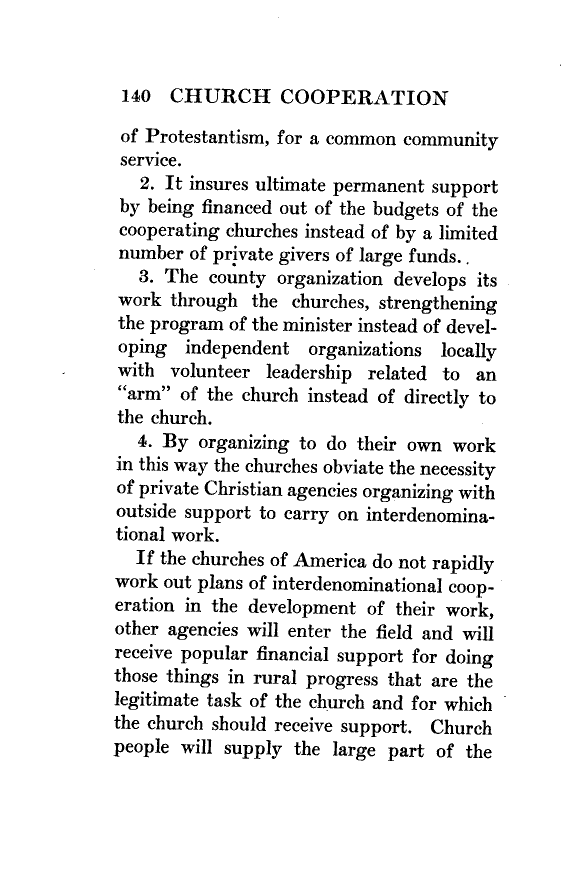 140 CHURCH COOPERATION
of Protestantism, for a common community
service.
2. It insures ultimate permanent support
by being financed out of the budgets of the
cooperating churches instead of by a limited
number of private givers of large funds.
3. The county organization develops its
work through the churches, strengthening
the program of the minister instead of devel-
oping independent organizations locally
with volunteer leadership related to an
“arm” of the church instead of directly to
the church.
4. By organizing to do their own work
in this way the churches obviate the necessity
of private Christian agencies organizing with
outside support to carry on interdenomina-
tional work.
If the churches of America do not rapidly
work out plans of interdenominational coop-
eration in the development of their work,
other agencies will enter the field and will
receive popular financial support for doing
those things in rural progress that are the
legitimate task of the church and for which
the church should receive support. Church
people will supply the large part of the